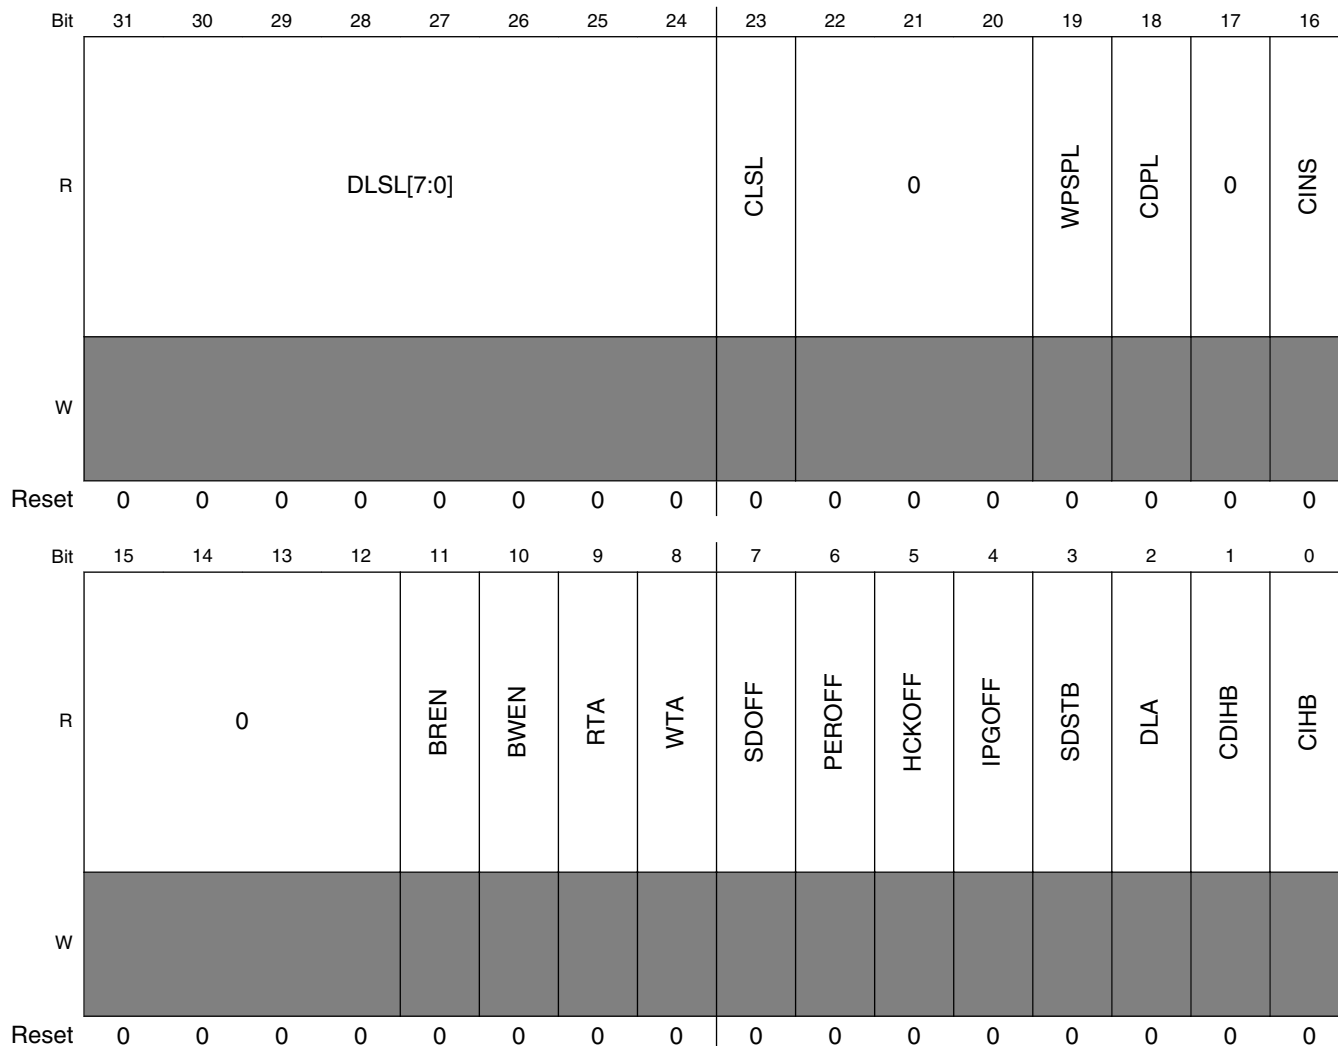 Bit 31 30 29 28 27 26 25 24 23 22 21 20 19 18 17 16
R DLSL[7:0] CLSL 0 WPSPL CDPL 0 CINS
W
Reset 0 0 0 0 0 0 0 0 0 0 0 0 0 0 0 0
Bit 15 14 13 12 11 10 9 8 7 6 5 4 3 2 1 0
R 0 BREN BWEN RTA WTA SDOFF PEROFF HCKOFF IPGOFF SDSTB DLA CDIHB CIHB
W
Reset 0 0 0 0 0 0 0 0 0 0 0 0 0 0 0 0